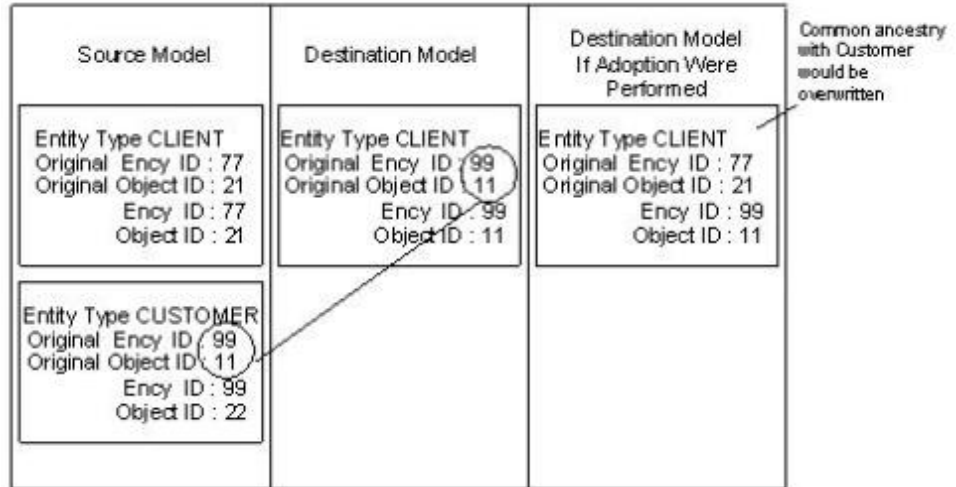 Source Model
Destination Model
Destination Model
If Adoption Were
Performed
Common ancestry
with Customer
would be
overwritten
Entity Type CLIENT
Original Ency ID : 77
Original Object ID : 21
Ency ID : 77
Object ID : 21
Entity Type CLIENT
Original Ency ID : 99
Original Object ID : 11
Ency ID : 99
Object ID : 11
Entity Type CLIENT
Original Ency ID : 77
Original Object ID : 21
Ency ID : 99
Object ID : 11
Entity Type CUSTOMER
Original Ency ID : 99
Original Object ID : 11
Ency ID : 99
Object ID : 22